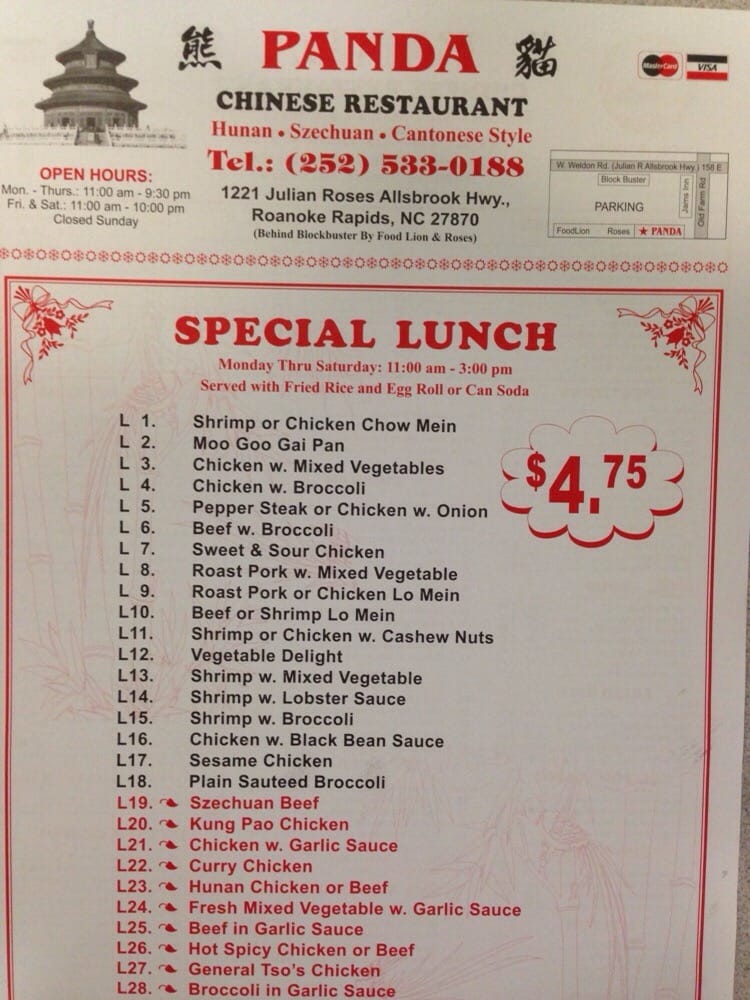 熊 PANDA 貓
MasterCard VISA
CHINESE RESTAURANT
Hunan • Szechuan • Cantonese Style
Tel.: (252) 533-0188
1221 Julian Roses Allsbrook Hwy.,
Roanoke Rapids, NC 27870
(Behind Blockbuster By Food Lion & Roses)
OPEN HOURS:
Mon. - Thurs.: 11:00 am - 9:30 pm
Fri. & Sat.: 11:00 am - 10:00 pm
Closed Sunday
W. Weldon Rd. (Julian R Allsbrook Hwy.) 158 E
Block Buster
PARKING
Jams Inn
Old Farm Rd
FoodLion Roses ★ PANDA
SPECIAL LUNCH
Monday Thru Saturday: 11:00 am - 3:00 pm
Served with Fried Rice and Egg Roll or Can Soda
$4.75
L 1. Shrimp or Chicken Chow Mein
L 2. Moo Goo Gai Pan
L 3. Chicken w. Mixed Vegetables
L 4. Chicken w. Broccoli
L 5. Pepper Steak or Chicken w. Onion
L 6. Beef w. Broccoli
L 7. Sweet & Sour Chicken
L 8. Roast Pork w. Mixed Vegetable
L 9. Roast Pork or Chicken Lo Mein
L10. Beef or Shrimp Lo Mein
L11. Shrimp or Chicken w. Cashew Nuts
L12. Vegetable Delight
L13. Shrimp w. Mixed Vegetable
L14. Shrimp w. Lobster Sauce
L15. Shrimp w. Broccoli
L16. Chicken w. Black Bean Sauce
L17. Sesame Chicken
L18. Plain Sauteed Broccoli
L19. Szechuan Beef
L20. Kung Pao Chicken
L21. Chicken w. Garlic Sauce
L22. Curry Chicken
L23. Hunan Chicken or Beef
L24. Fresh Mixed Vegetable w. Garlic Sauce
L25. Beef in Garlic Sauce
L26. Hot Spicy Chicken or Beef
L27. General Tso's Chicken
L28. Broccoli in Garlic Sauce